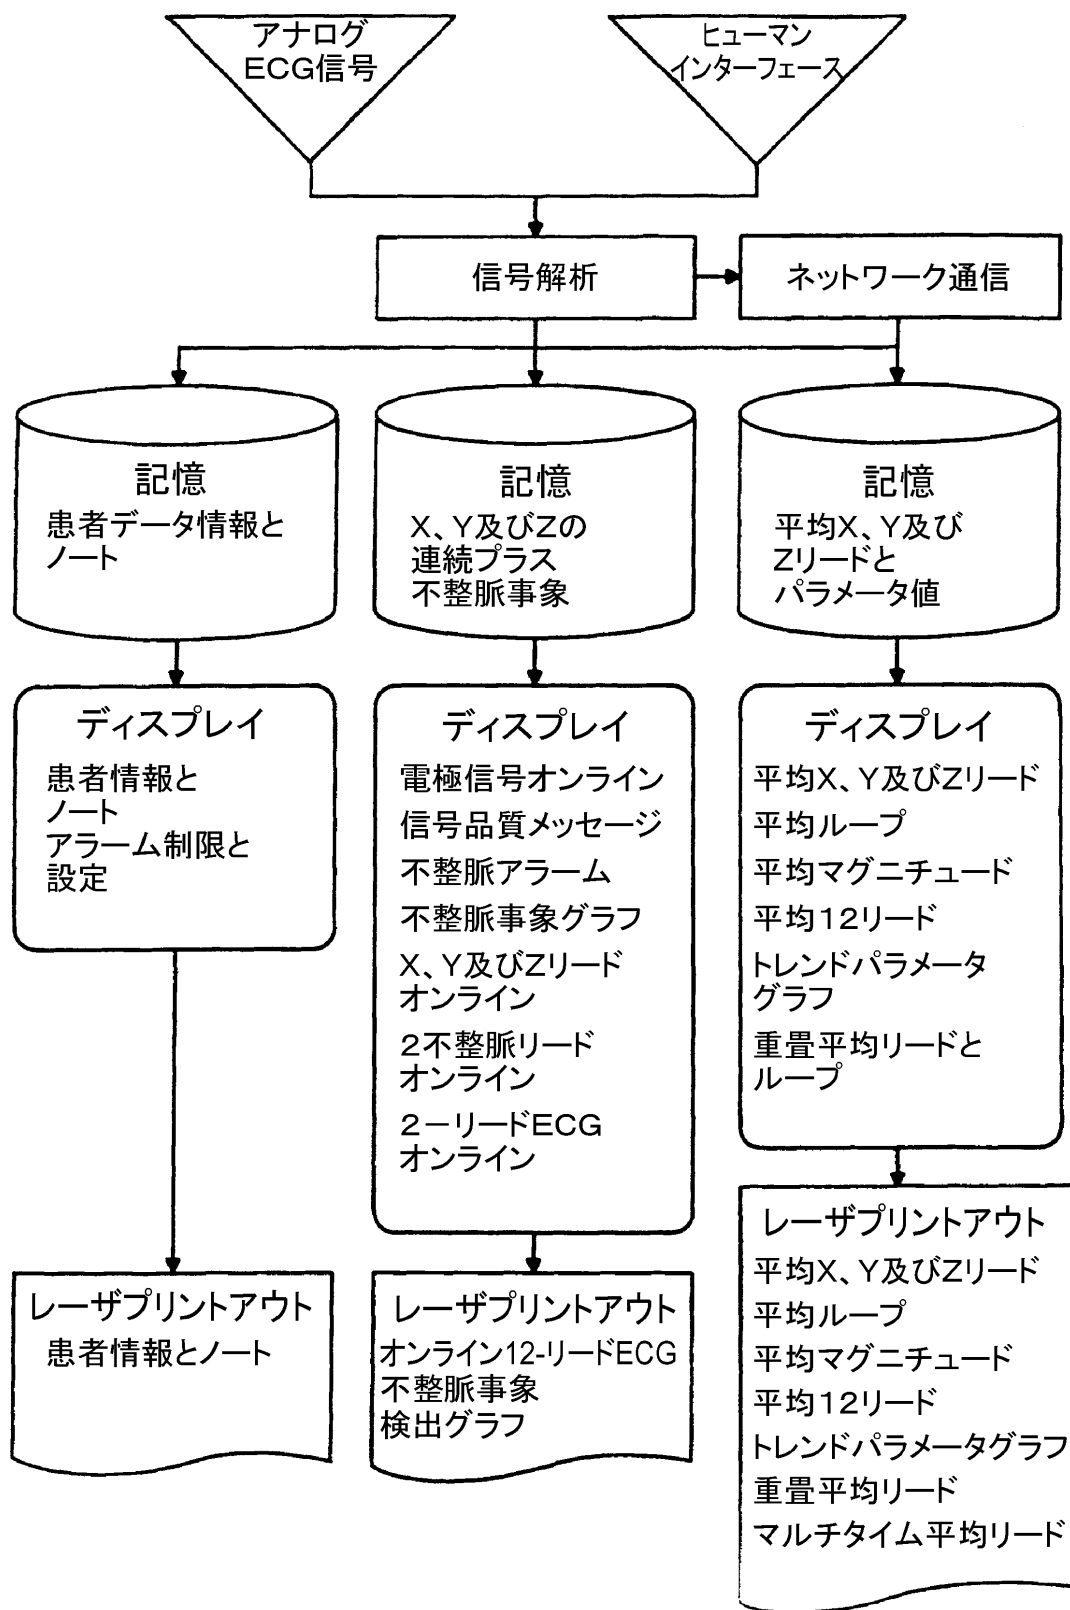 アナログ
ECG信号
ヒューマン
インターフェース
信号解析
ネットワーク通信
記憶
患者データ情報と
ノート
記憶
X、Y及びZの
連続プラス
不整脈事象
記憶
平均X、Y及び
Zリードと
パラメータ値
ディスプレイ
患者情報と
ノート
アラーム制限と
設定
ディスプレイ
電極信号オンライン
信号品質メッセージ
不整脈アラーム
不整脈事象グラフ
X、Y及びZリード
オンライン
2不整脈リード
オンライン
2−リードECG
オンライン
ディスプレイ
平均X、Y及びZリード
平均ループ
平均マグニチュード
平均12リード
トレンドパラメータ
グラフ
重畳平均リードと
ループ
レーザプリントアウト
患者情報とノート
レーザプリントアウト
オンライン12-リードECG
不整脈事象
検出グラフ
レーザプリントアウト
平均X、Y及びZリード
平均ループ
平均マグニチュード
平均12リード
トレンドパラメータグラフ
重畳平均リード
マルチタイム平均リード